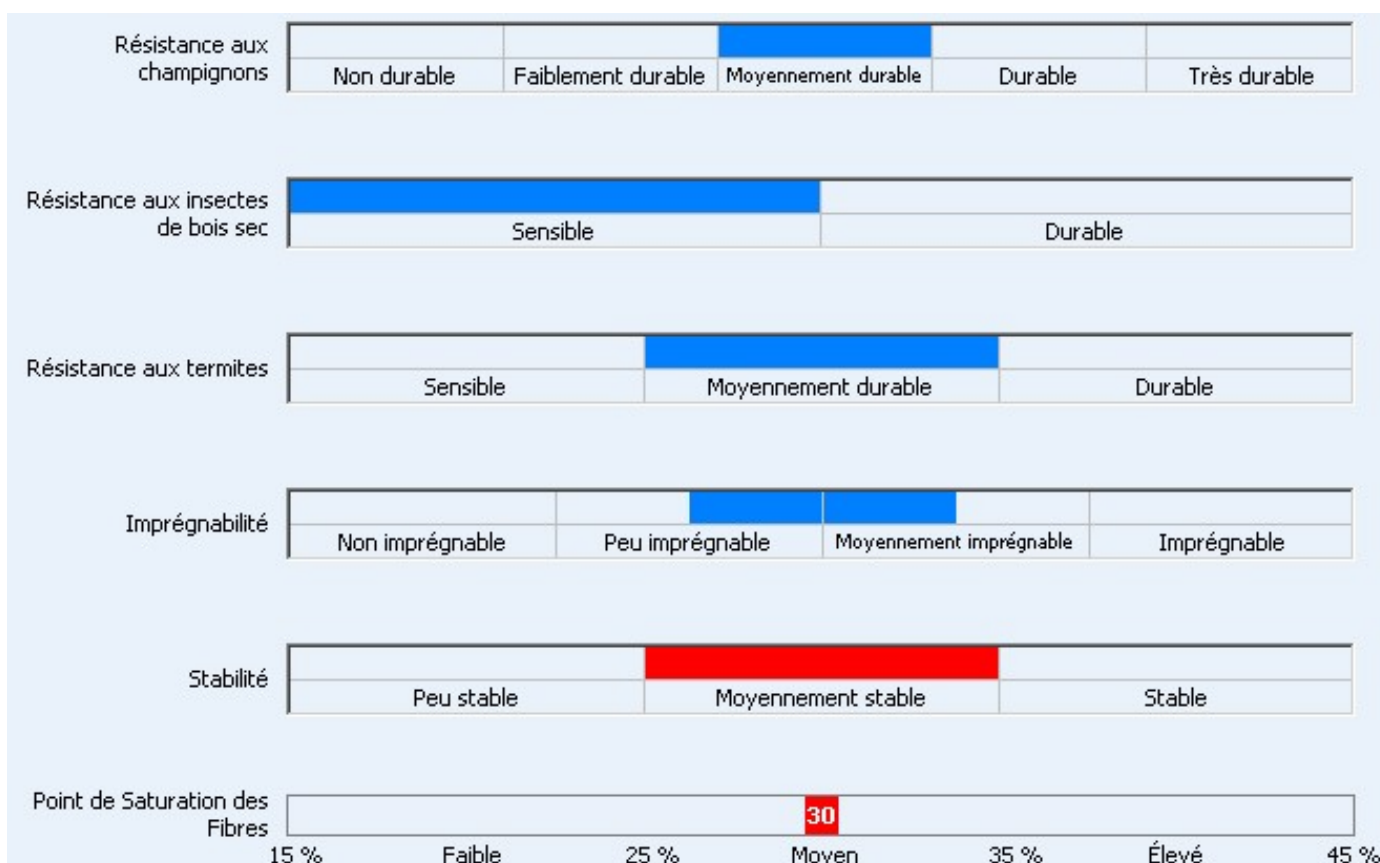 Résistance aux
champignons
Non durable Faiblement durable Moyennement durable Durable Très durable
Résistance aux insectes
de bois sec
Sensible Durable
Résistance aux termites
Sensible Moyennement durable Durable
Imprégnabilité
Non imprégnable Peu imprégnable Moyennement imprégnable Imprégnable
Stabilité
Peu stable Moyennement stable Stable
Point de Saturation des
Fibres
30
15 % Faible 25 % Moyen 35 % Élevé 45 %